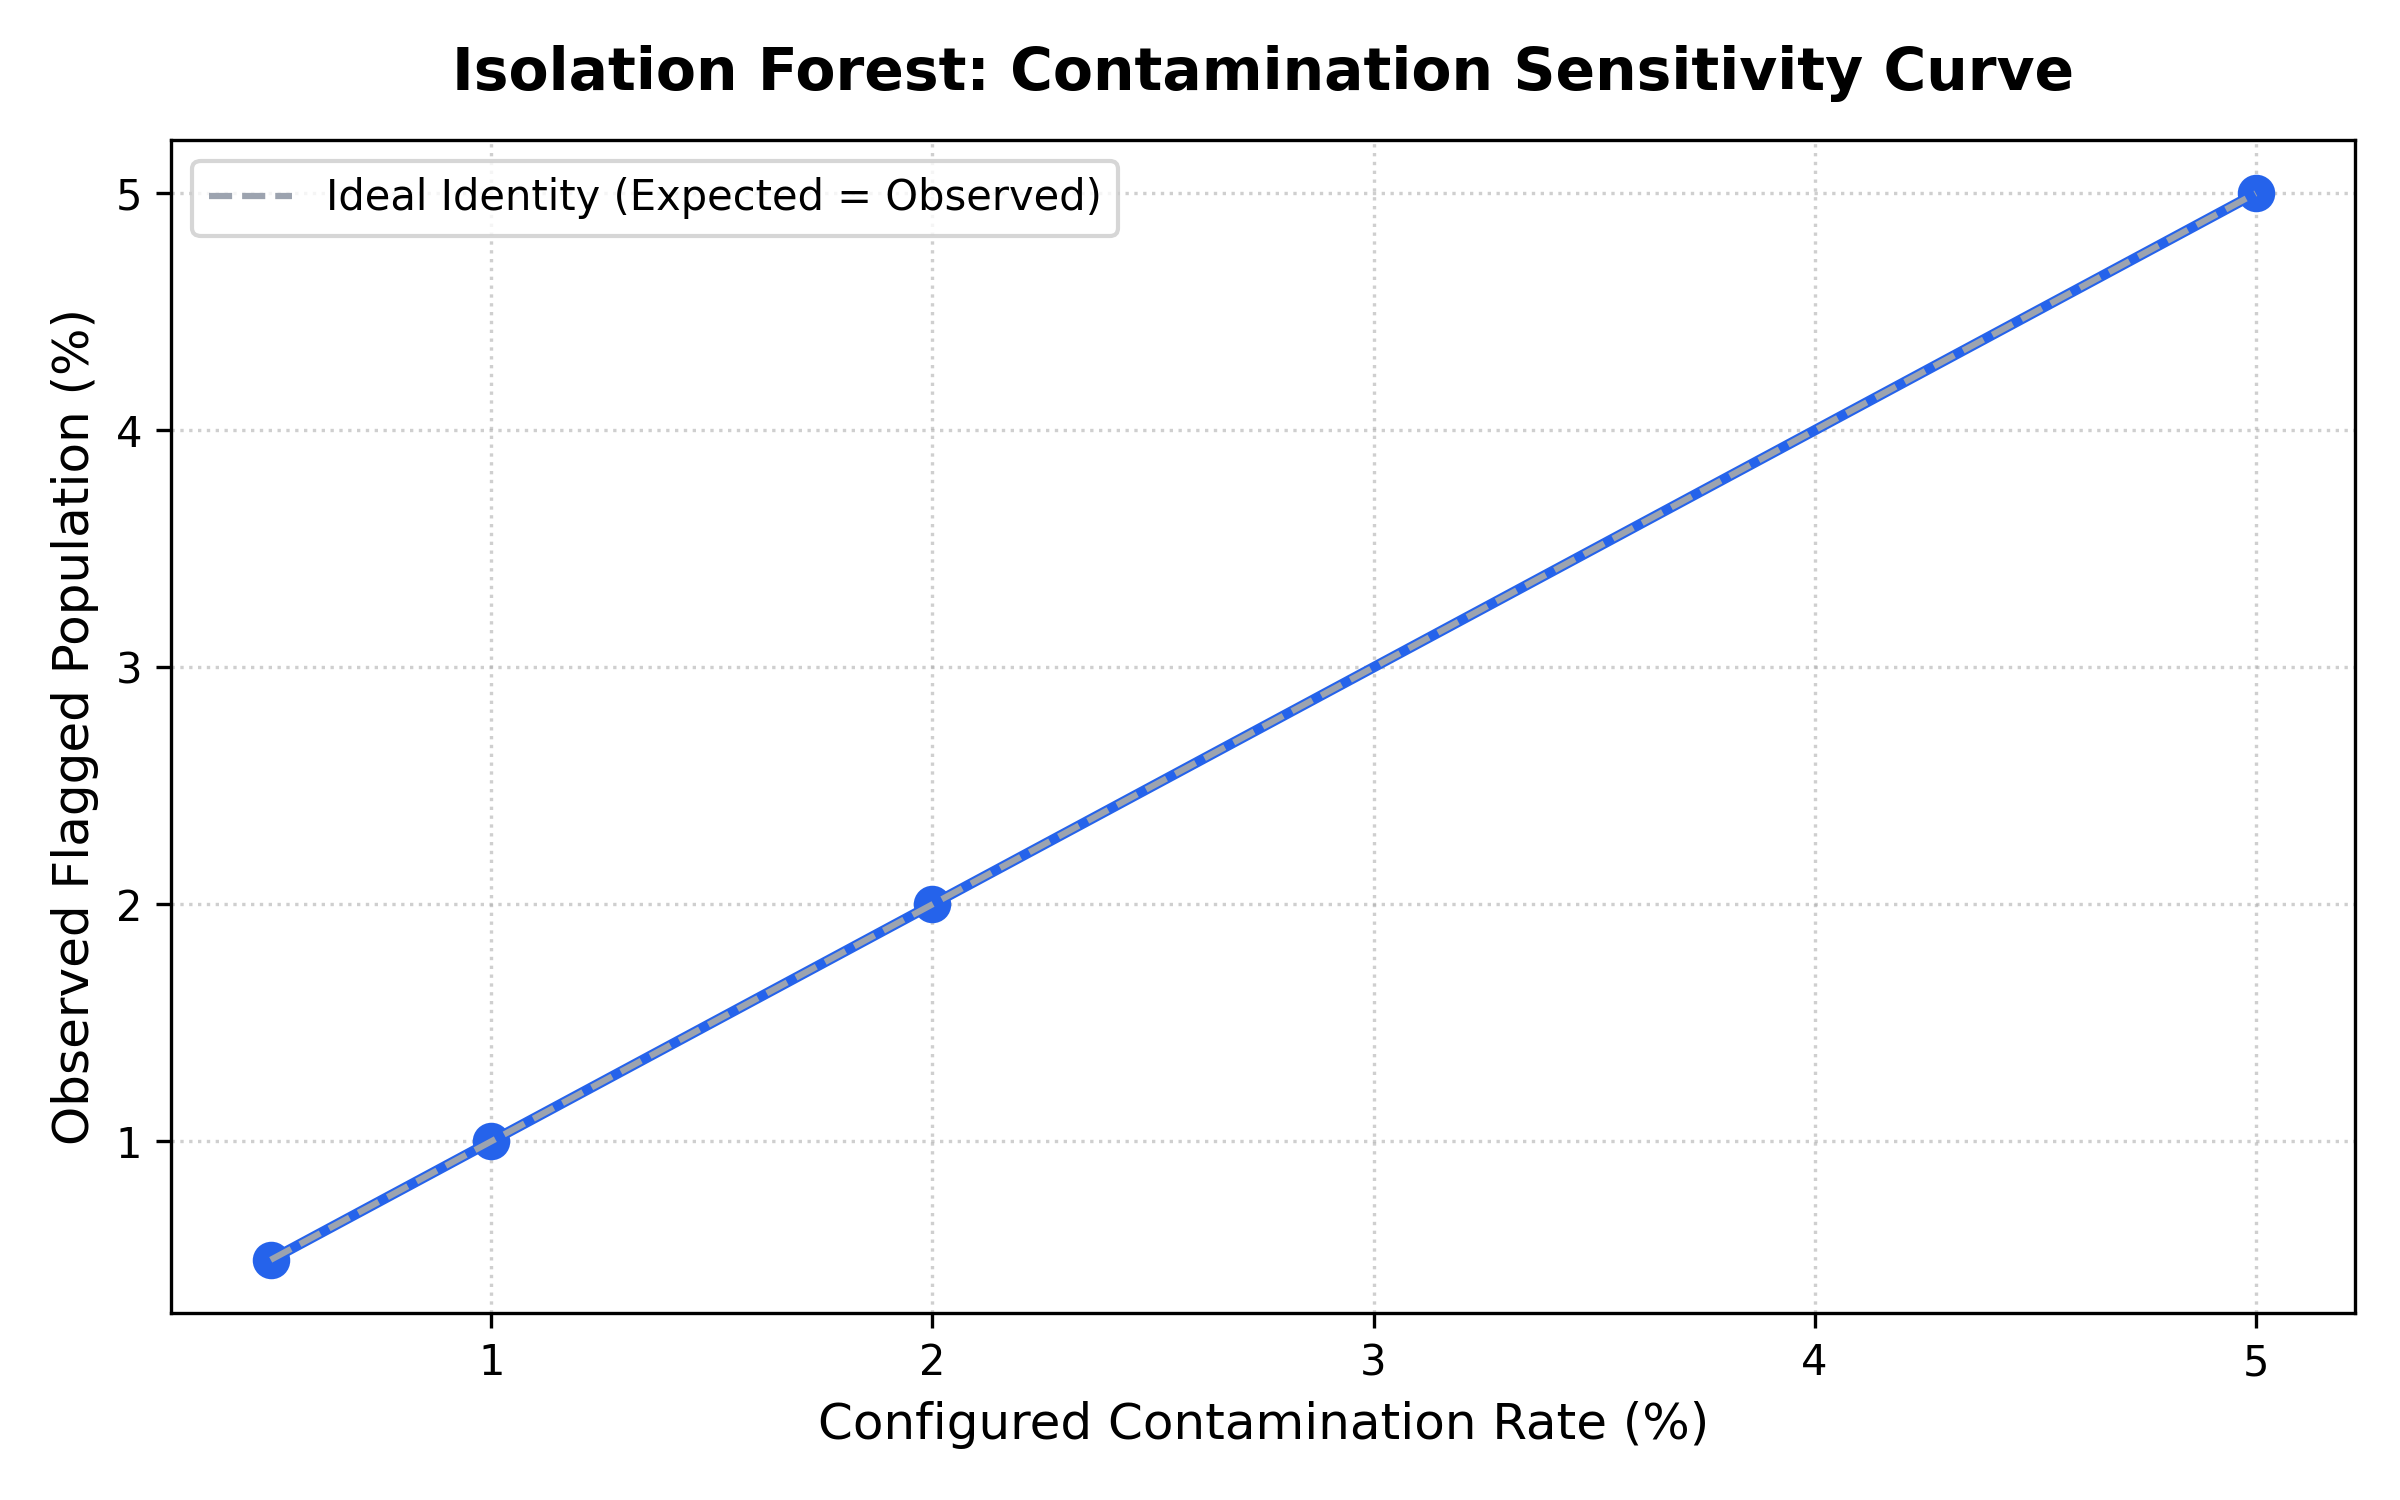 Isolation Forest: Contamination Sensitivity Curve
Ideal Identity (Expected = Observed)
Observed Flagged Population (%)
5
4
3
2
1
1 2 3 4 5
Configured Contamination Rate (%)